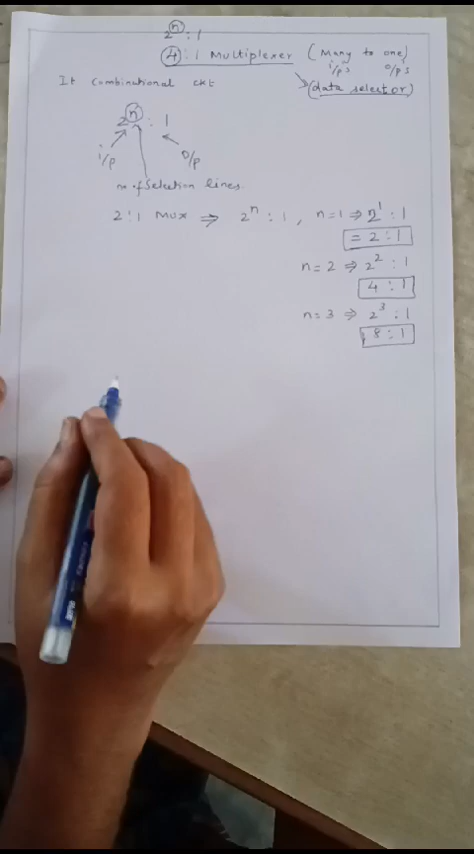 2ⁿ : 1
4 : 1 Multiplexer (Many to one)
i/p's o/p's
It Combinational ckt (data selector)
2ⁿ : 1
i/p o/p
no of Selection lines.
2:1 MUX ⇒ 2ⁿ : 1 , n=1 ⇒ 2¹ : 1
= 2 : 1
n = 2 ⇒ 2² : 1
4 : 1
n = 3 ⇒ 2³ : 1
8 : 1